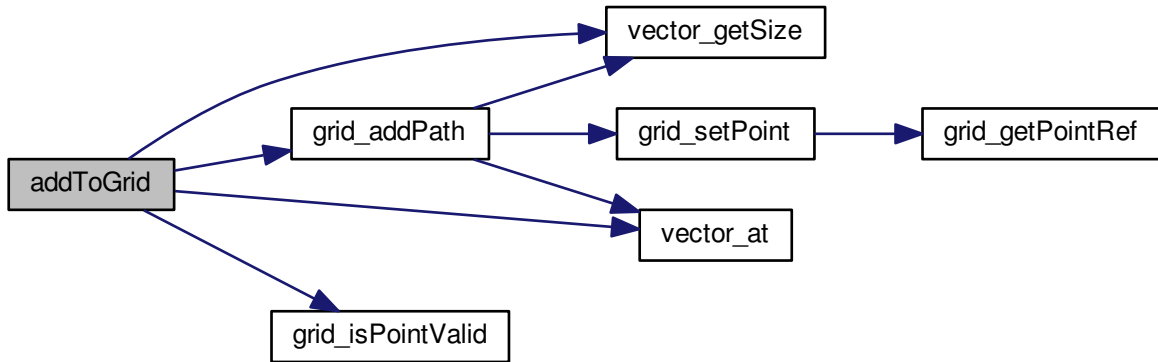 vector_getSize
grid_addPath
grid_setPoint
grid_getPointRef
addToGrid
vector_at
grid_isPointValid